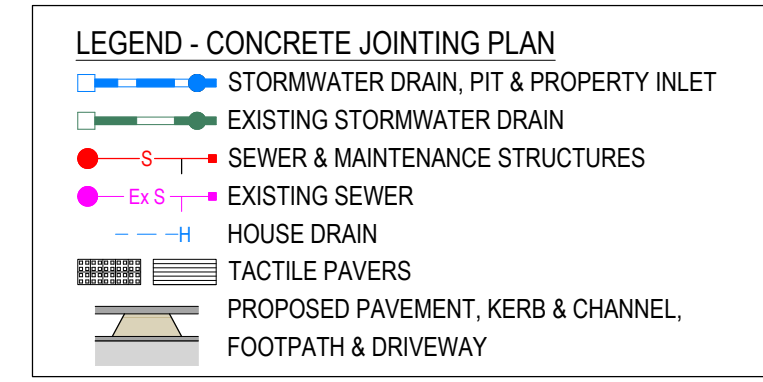 LEGEND - CONCRETE JOINTING PLAN
STORMWATER DRAIN, PIT & PROPERTY INLET
EXISTING STORMWATER DRAIN
S SEWER & MAINTENANCE STRUCTURES
Ex S EXISTING SEWER
H HOUSE DRAIN
TACTILE PAVERS
PROPOSED PAVEMENT, KERB & CHANNEL,
FOOTPATH & DRIVEWAY